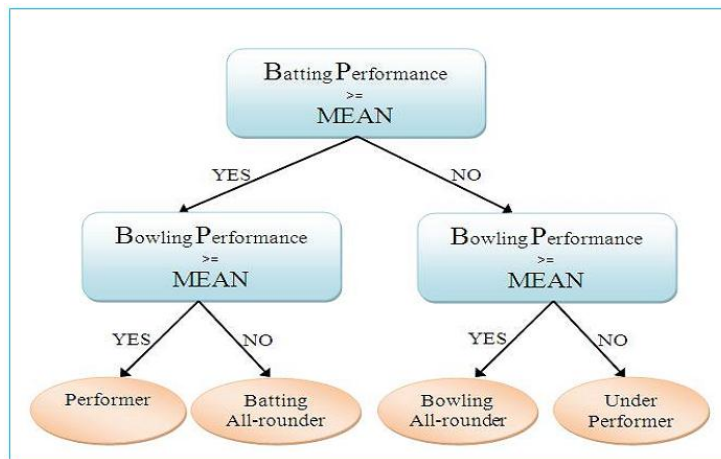 Batting Performance
>=
MEAN
YES
NO
Bowling Performance
>=
MEAN
Bowling Performance
>=
MEAN
YES
NO
YES
NO
Performer
Batting
All-rounder
Bowling
All-rounder
Under
Performer